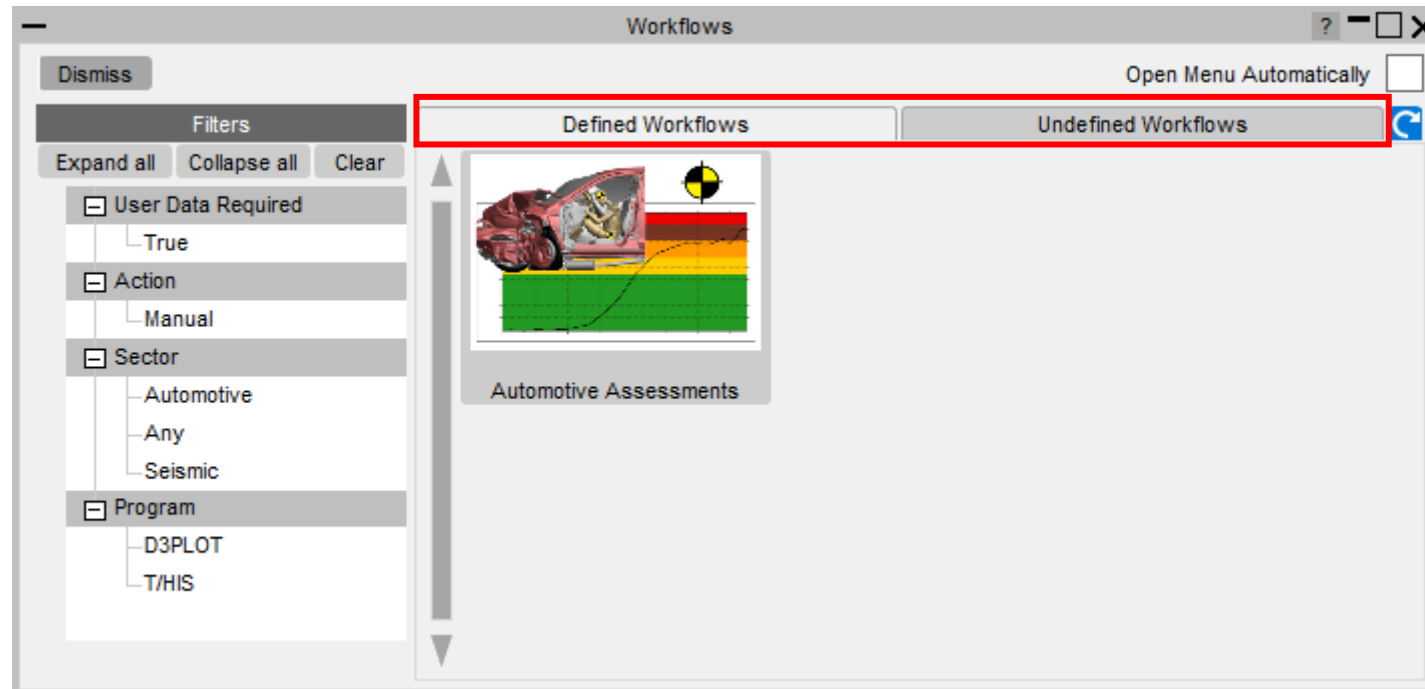 Workflows
?
Dismiss
Open Menu Automatically
Filters
Defined Workflows
Undefined Workflows
Expand all
Collapse all
Clear
User Data Required
True
Action
Manual
Sector
Automotive
Any
Seismic
Program
D3PLOT
T/HIS
Automotive Assessments